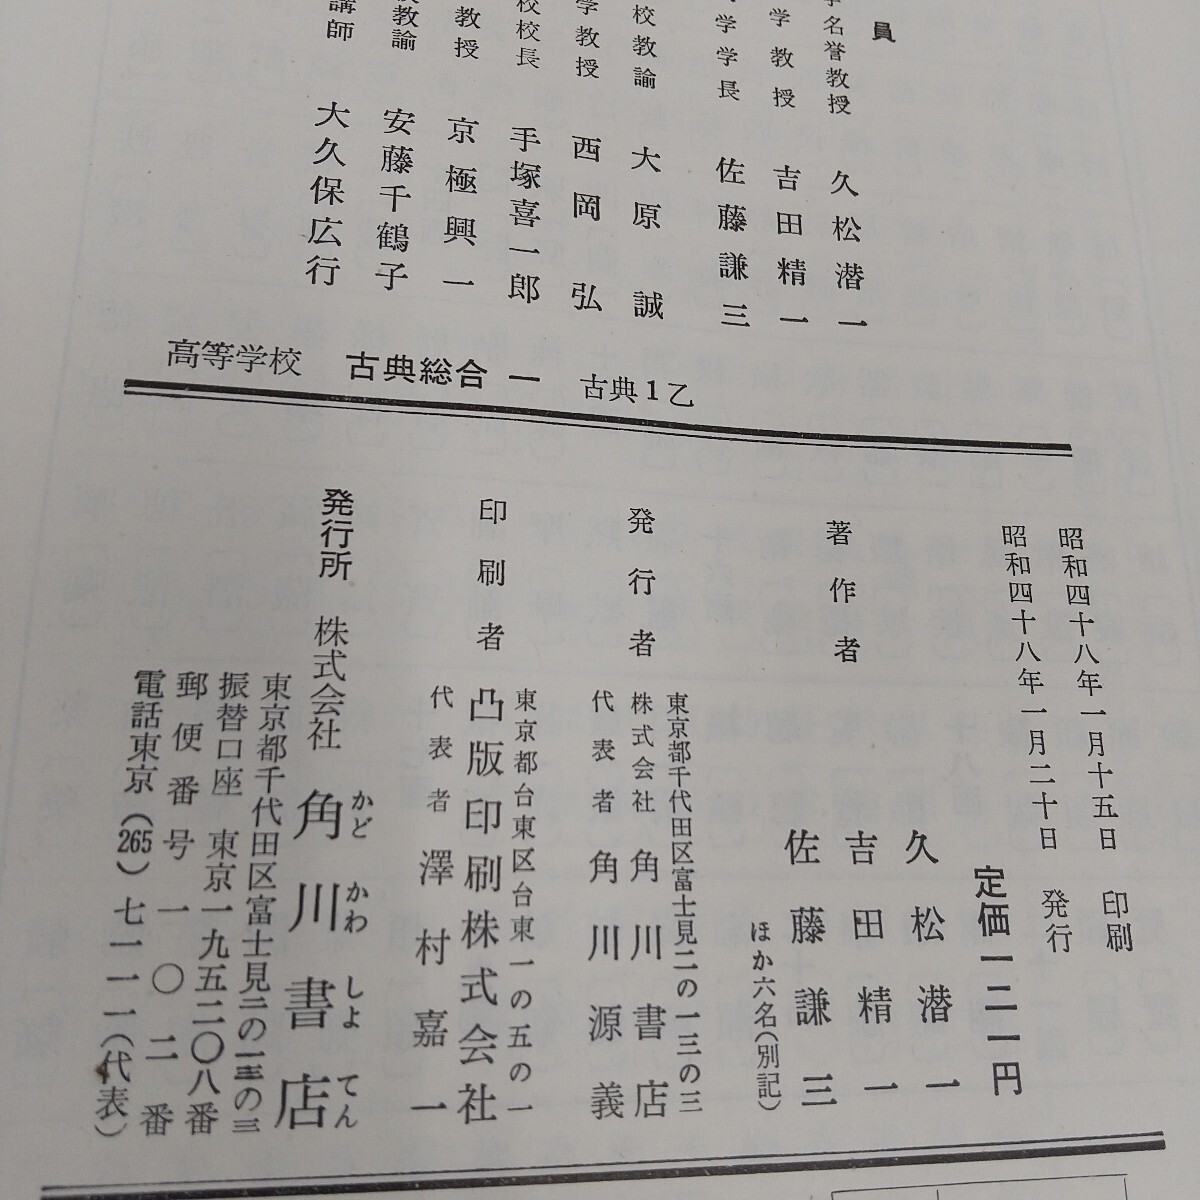 員
名誉教授 久松潜一
学教授 吉田精一
学学長 佐藤謙三
校教諭 大原誠
学教授 西岡弘
校校長 手塚喜一郎
教授 京極興一
教諭 安藤千鶴子
講師 大久保広行
高等学校 古典総合 一 古典1乙
昭和四十八年一月十五日 印刷
昭和四十八年一月二十日 発行
定価一二一円
著作者
久松潜一
吉田精一
佐藤謙三
ほか六名(別記)
東京都千代田区富士見二の一三の三
発行者 株式会社 角川書店
代表者 角川源義
東京都台東区台東一の五の一
印刷者 凸版印刷株式会社
代表者 澤村嘉一
発行所 株式会社 角川書店
かど かわ しょ てん
東京都千代田区富士見二の一三の三
振替口座 東京一九五二〇八番
郵便番号 一〇二番
電話東京(265)七一一一(代表)